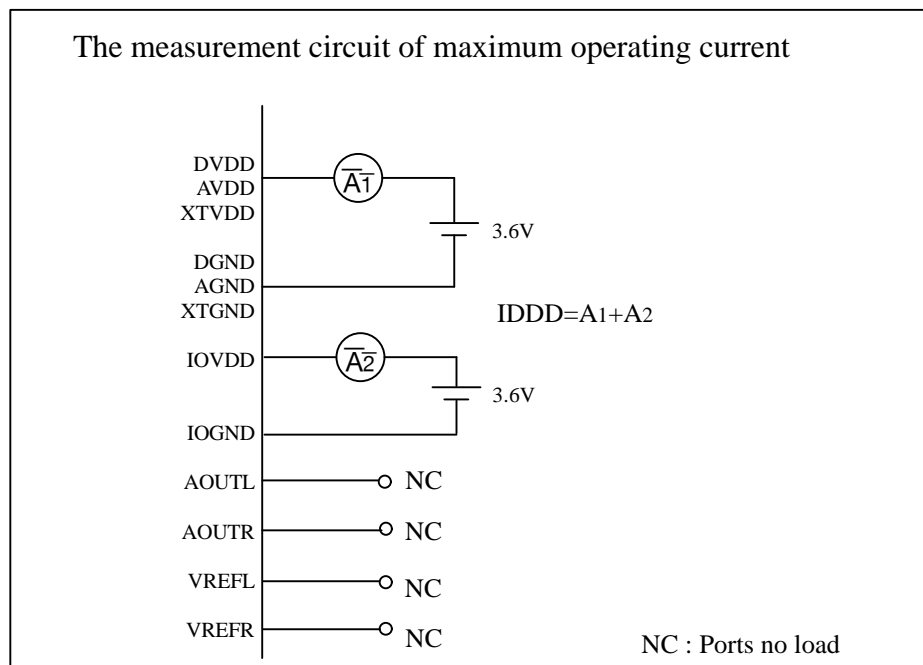 The measurement circuit of maximum operating current
DVDD
A1
AVDD
XTVDD
3.6V
DGND
AGND
XTGND
IDDD=A1+A2
IOVDD
A2
3.6V
IOGND
AOUTL
NC
AOUTR
NC
VREFL
NC
VREFR
NC
NC : Ports no load